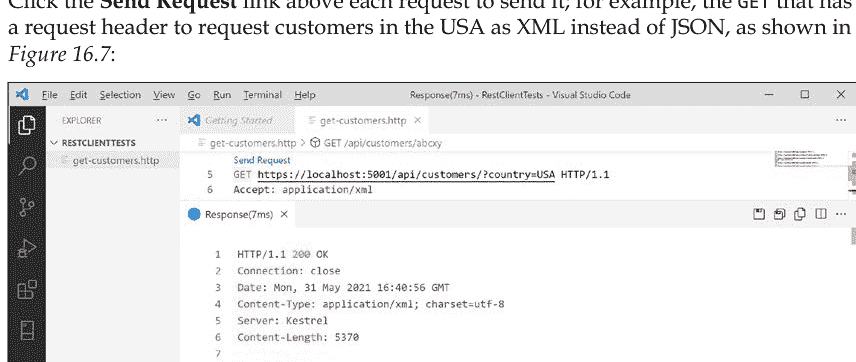 Click the Send Request link above each request to send it; for example, the GET that has
a request header to request customers in the USA as XML instead of JSON, as shown in
Figure 16.7:
File Edit Selection View Go Run Terminal Help Response(7ms) - RestClientTests - Visual Studio Code
EXPLORER ... Getting Started get-customers.http ...
RESTCLIENTTESTS get-customers.http > GET /api/customers/abcxy
get-customers.http Send Request
5 GET https://localhost:5001/api/customers/?country=USA HTTP/1.1
6 Accept: application/xml
Response(7ms) ...
1 HTTP/1.1 200 OK
2 Connection: close
3 Date: Mon, 31 May 2021 16:40:56 GMT
4 Content-Type: application/xml; charset=utf-8
5 Server: Kestrel
6 Content-Length: 5370
7